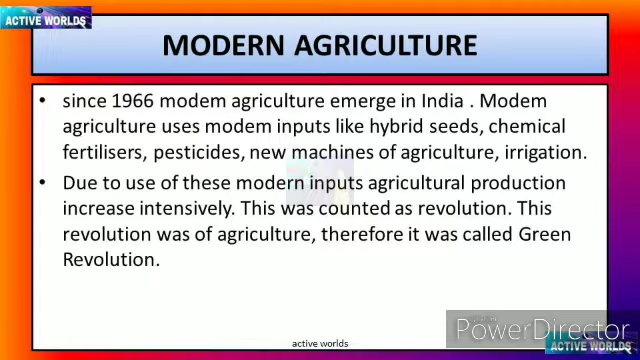 ACTIVE WORLDS
MODERN AGRICULTURE
• since 1966 modem agriculture emerge in India . Modem
agriculture uses modem inputs like hybrid seeds, chemical
fertilisers, pesticides, new machines of agriculture, irrigation.
• Due to use of these modern inputs agricultural production
increase intensively. This was counted as revolution. This
revolution was of agriculture, therefore it was called Green
Revolution.
PowerDirector
active worlds
ACTIVE WORLDS